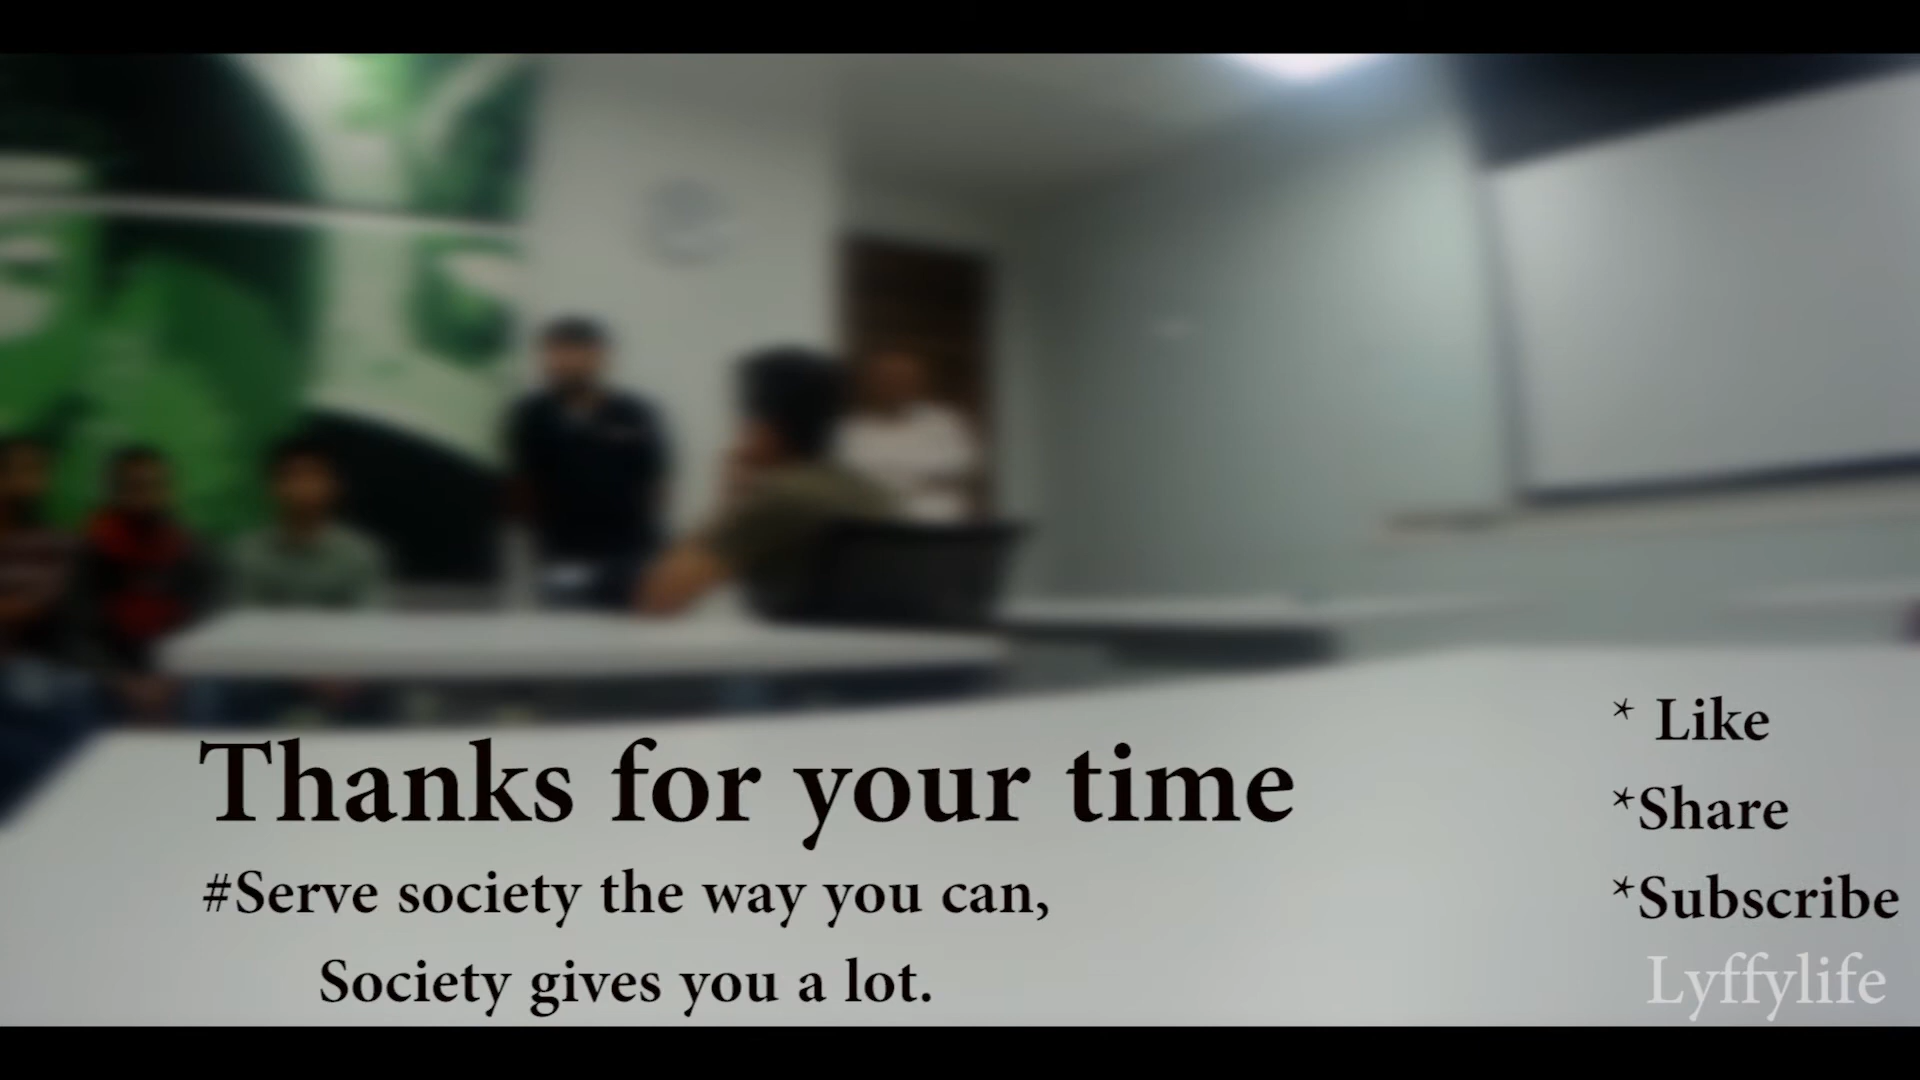 Thanks for your time
#Serve society the way you can,
Society gives you a lot.
* Like
*Share
*Subscribe
Lyffylife